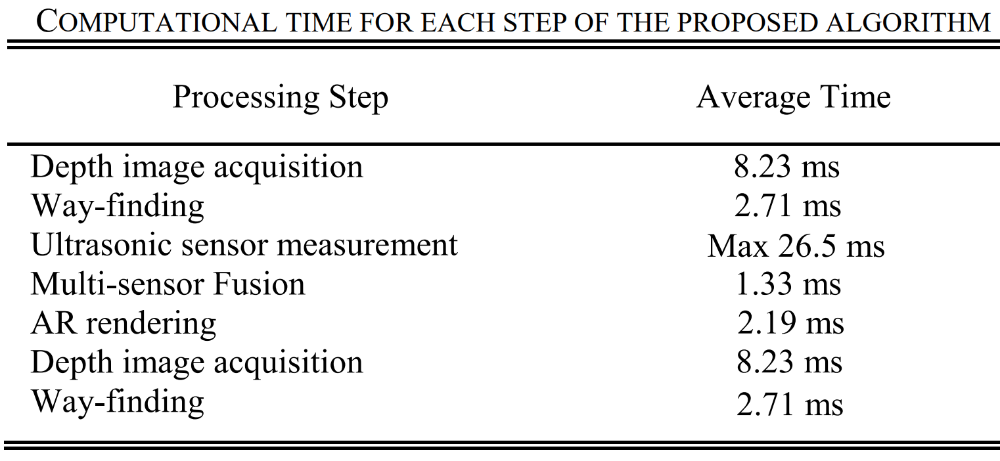 COMPUTATIONAL TIME FOR EACH STEP OF THE PROPOSED ALGORITHM
Processing Step Average Time
Depth image acquisition 8.23 ms
Way-finding 2.71 ms
Ultrasonic sensor measurement Max 26.5 ms
Multi-sensor Fusion 1.33 ms
AR rendering 2.19 ms
Depth image acquisition 8.23 ms
Way-finding 2.71 ms